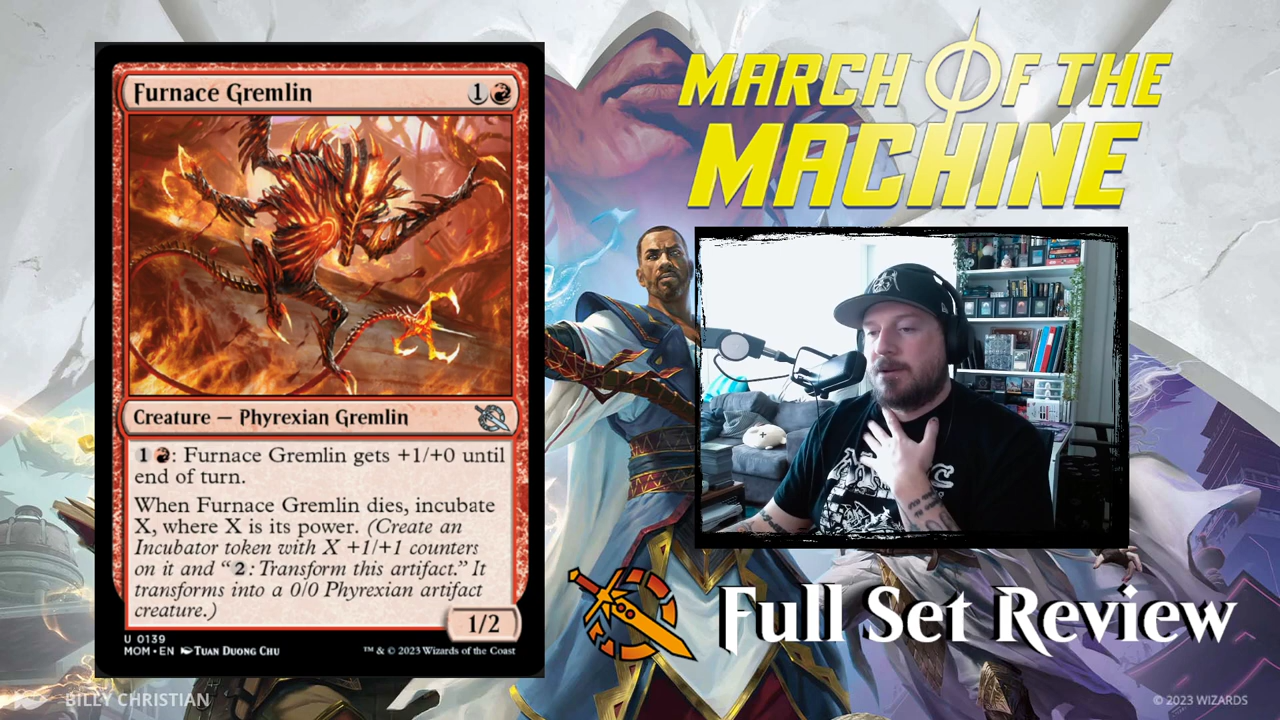 Furnace Gremlin 1
Creature — Phyrexian Gremlin
1 : Furnace Gremlin gets +1/+0 until
end of turn.
When Furnace Gremlin dies, incubate
X, where X is its power. (Create an
Incubator token with X +1/+1 counters
on it and “2: Transform this artifact.” It
transforms into a 0/0 Phyrexian artifact
creature.)
1/2
U 0139
MOM • EN TUAN DUONG CHU
™ & © 2023 Wizards of the Coast
MARCH OF THE
MACHINE
Full Set Review
BILLY CHRISTIAN
© 2023 WIZARDS